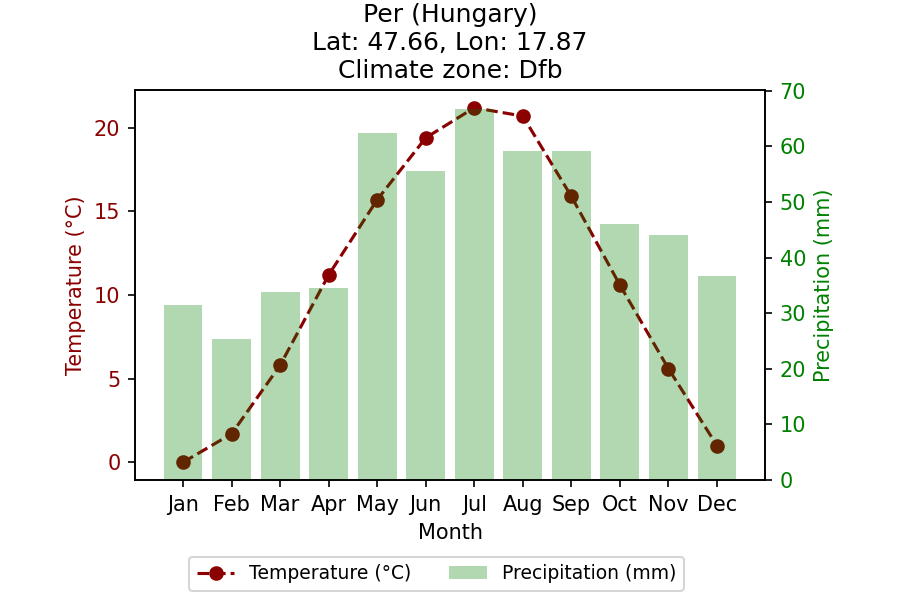 Per (Hungary)
Lat: 47.66, Lon: 17.87
Climate zone: Dfb
Temperature (°C)
20
15
10
5
0
70
60
50
40
30
20
10
0
Precipitation (mm)
Jan Feb Mar Apr May Jun Jul Aug Sep Oct Nov Dec
Month
Temperature (°C) Precipitation (mm)